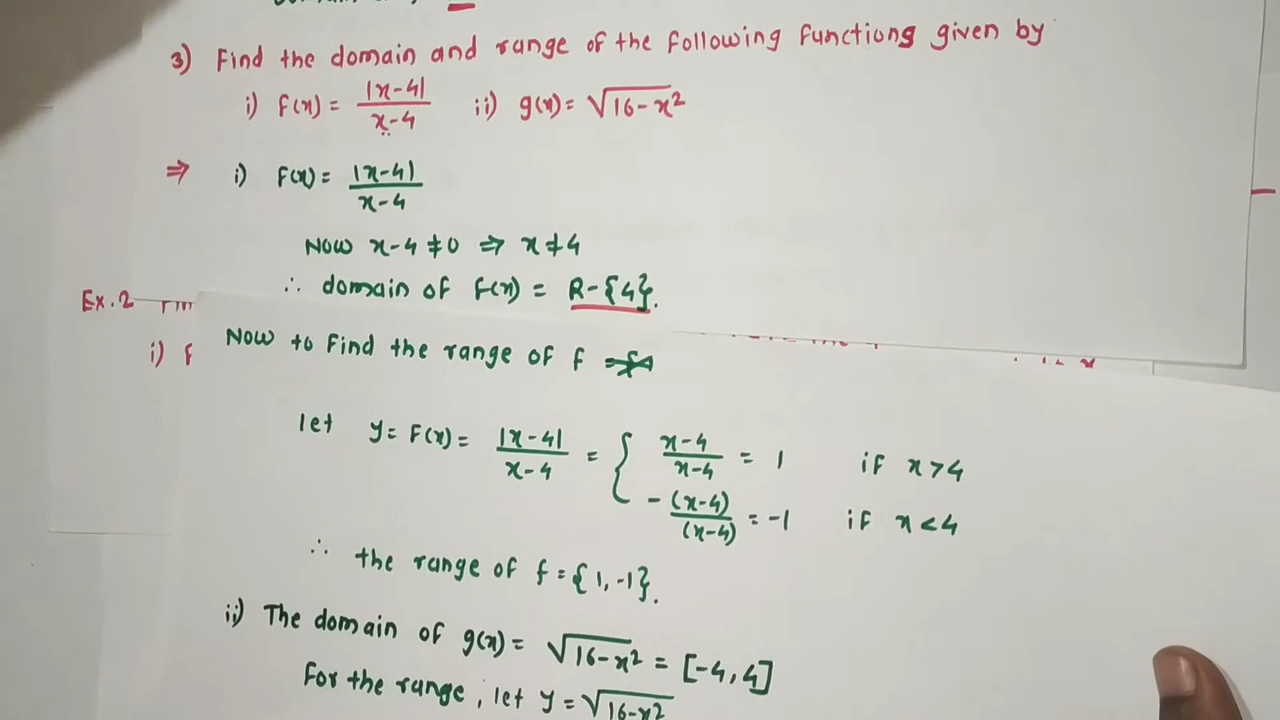 3) Find the domain and range of the following functions given by
i) f(x) = |x-4| / x-4   ii) g(x) = √16-x²
⇒ i) f(x) = |x-4| / x-4
Now x-4 ≠ 0 ⇒ x ≠ 4
∴ domain of f(x) = R-{4}.
Ex.2
i) f
Now to find the range of f
let y = f(x) = |x-4| / x-4 = { x-4 / x-4 = 1 if x>4
-(x-4) / (x-4) = -1 if x<4
∴ the range of f = {1, -1}.
ii) The domain of g(x) = √16-x² = [-4, 4]
For the range, let y = √16-x²